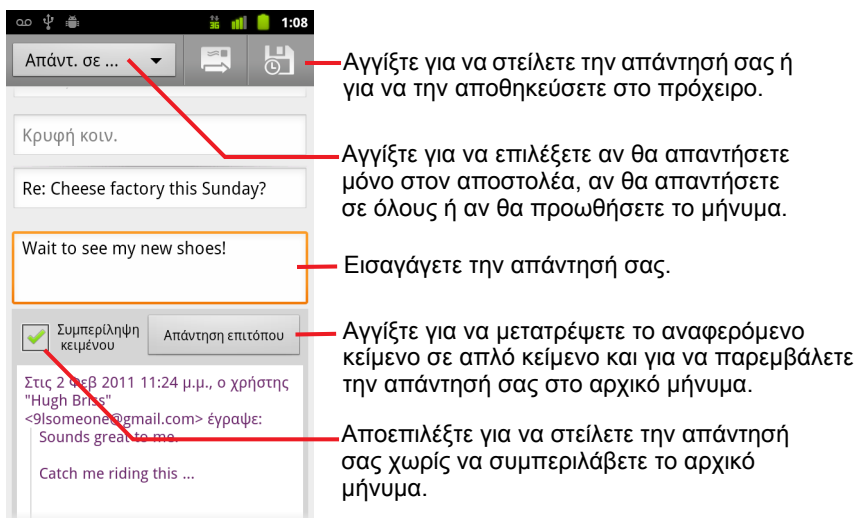 3G 1:08
Απάντ. σε ...
Αγγίξτε για να στείλετε την απάντησή σας ή
για να την αποθηκεύσετε στο πρόχειρο.
Κρυφή κοιν.
Αγγίξτε για να επιλέξετε αν θα απαντήσετε
μόνο στον αποστολέα, αν θα απαντήσετε
σε όλους ή αν θα προωθήσετε το μήνυμα.
Re: Cheese factory this Sunday?
Wait to see my new shoes!
Εισαγάγετε την απάντησή σας.
Συμπερίληψη
κειμένου
Απάντηση επιτόπου
Αγγίξτε για να μετατρέψετε το αναφερόμενο
κείμενο σε απλό κείμενο και για να παρεμβάλετε
την απάντησή σας στο αρχικό μήνυμα.
Στις 2 Φεβ 2011 11:24 μ.μ., ο χρήστης
"Hugh Briss"
<9lsomeone@gmail.com> έγραψε:
Sounds great to me.
Catch me riding this ...
Αποεπιλέξτε για να στείλετε την απάντησή
σας χωρίς να συμπεριλάβετε το αρχικό
μήνυμα.